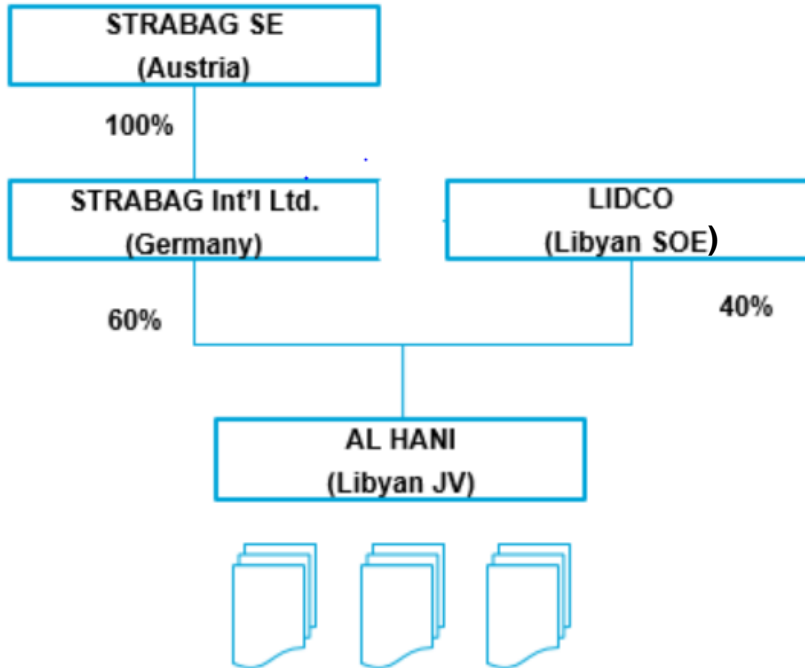 STRABAG SE
(Austria)
100%
STRABAG Int'l Ltd.
(Germany)
LIDCO
(Libyan SOE)
60%
40%
AL HANI
(Libyan JV)